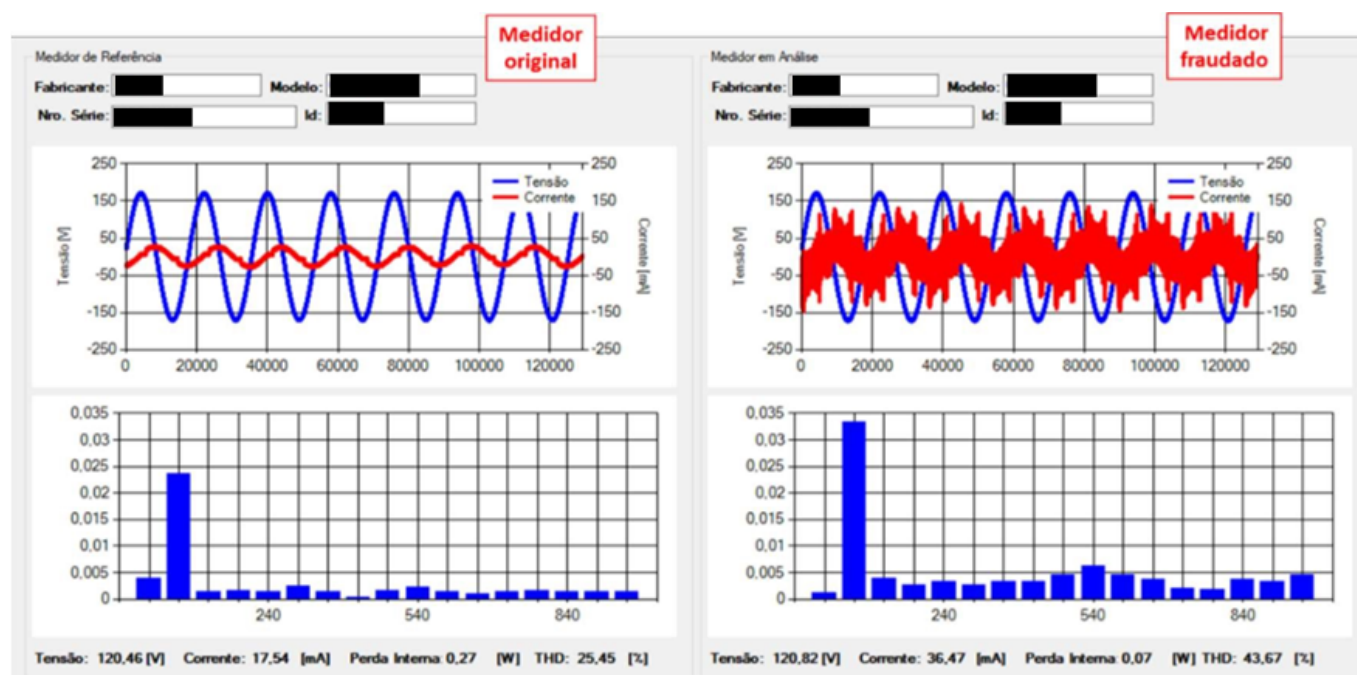 Medidor original
Medidor de Referência
Fabricante:
Modelo:
Nro. Série:
Id:
250
150
50
-50
-150
-250
Tensão [V]
Tensão
Corrente
250
150
50
-50
-150
-250
Corrente [mA]
0 20000 40000 60000 80000 100000 120000
0,035
0,03
0,025
0,02
0,015
0,01
0,005
0
240 540 840
Tensão: 120,46 [V] Corrente: 17,54 [mA] Perda Interna: 0,27 [W] THD: 25,45 [%]
Medidor fraudado
Medidor em Análise
Fabricante:
Modelo:
Nro. Série:
Id:
250
150
50
-50
-150
-250
Tensão [V]
Tensão
Corrente
250
150
50
-50
-150
-250
Corrente [mA]
0 20000 40000 60000 80000 100000 120000
0,035
0,03
0,025
0,02
0,015
0,01
0,005
0
240 540 840
Tensão: 120,82 [V] Corrente: 36,47 [mA] Perda Interna: 0,07 [W] THD: 43,67 [%]